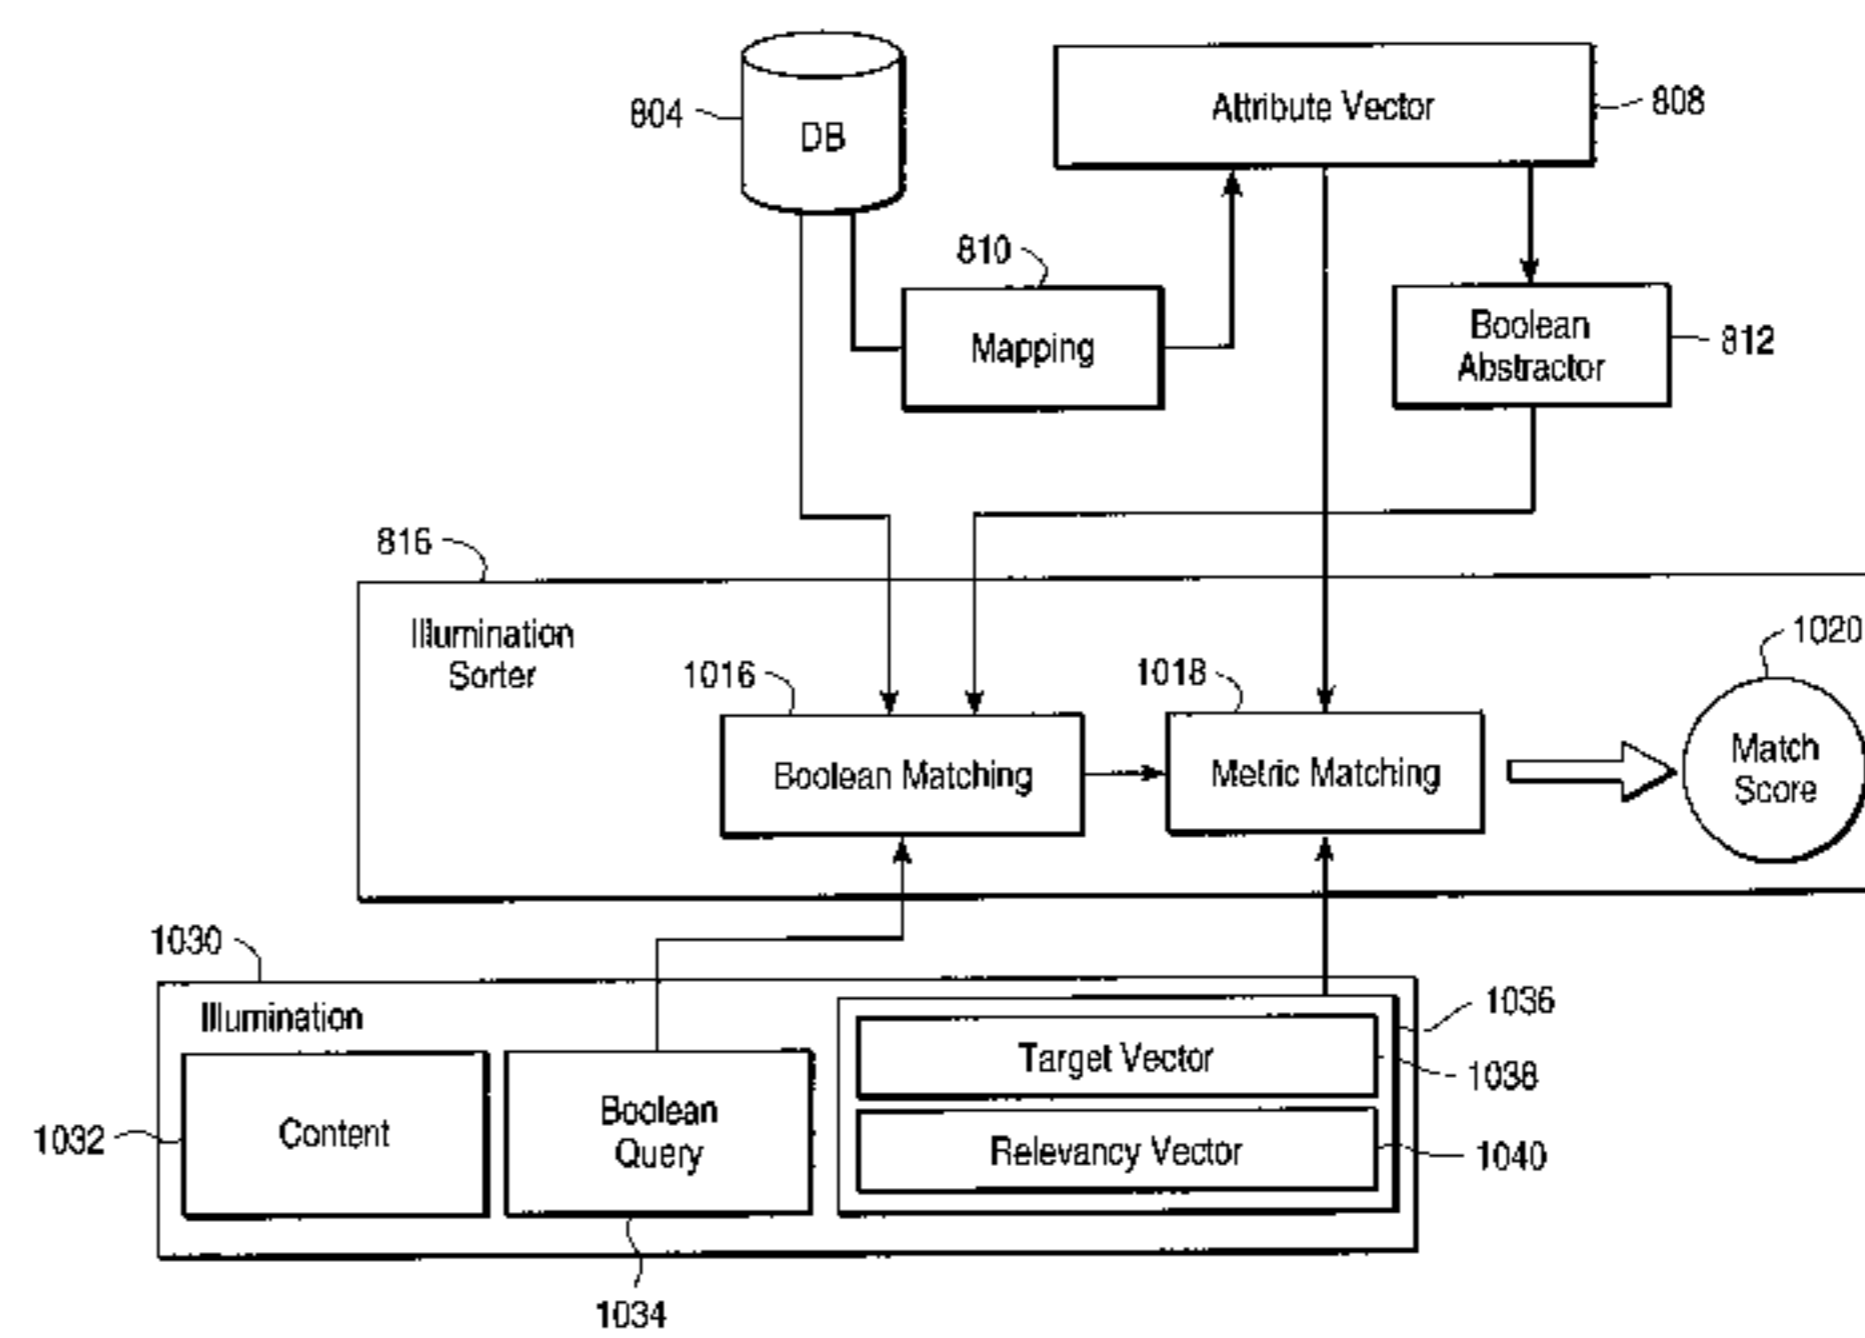 804
DB
Attribute Vector
808
810
Mapping
Boolean
Abstractor
812
816
Illumination
Sorter
1016
Boolean Matching
1018
Metric Matching
1020
Match
Score
1030
Illumination
1032
Content
Boolean
Query
1034
1036
Target Vector
1038
Relevancy Vector
1040